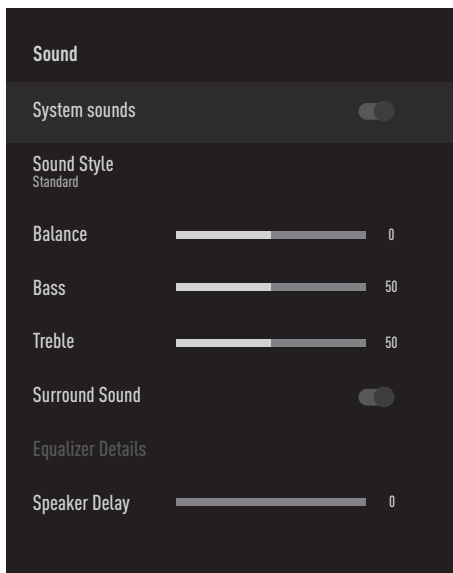 Sound
System sounds
Sound Style
Standard
Balance 0
Bass 50
Treble 50
Surround Sound
Equalizer Details
Speaker Delay 0